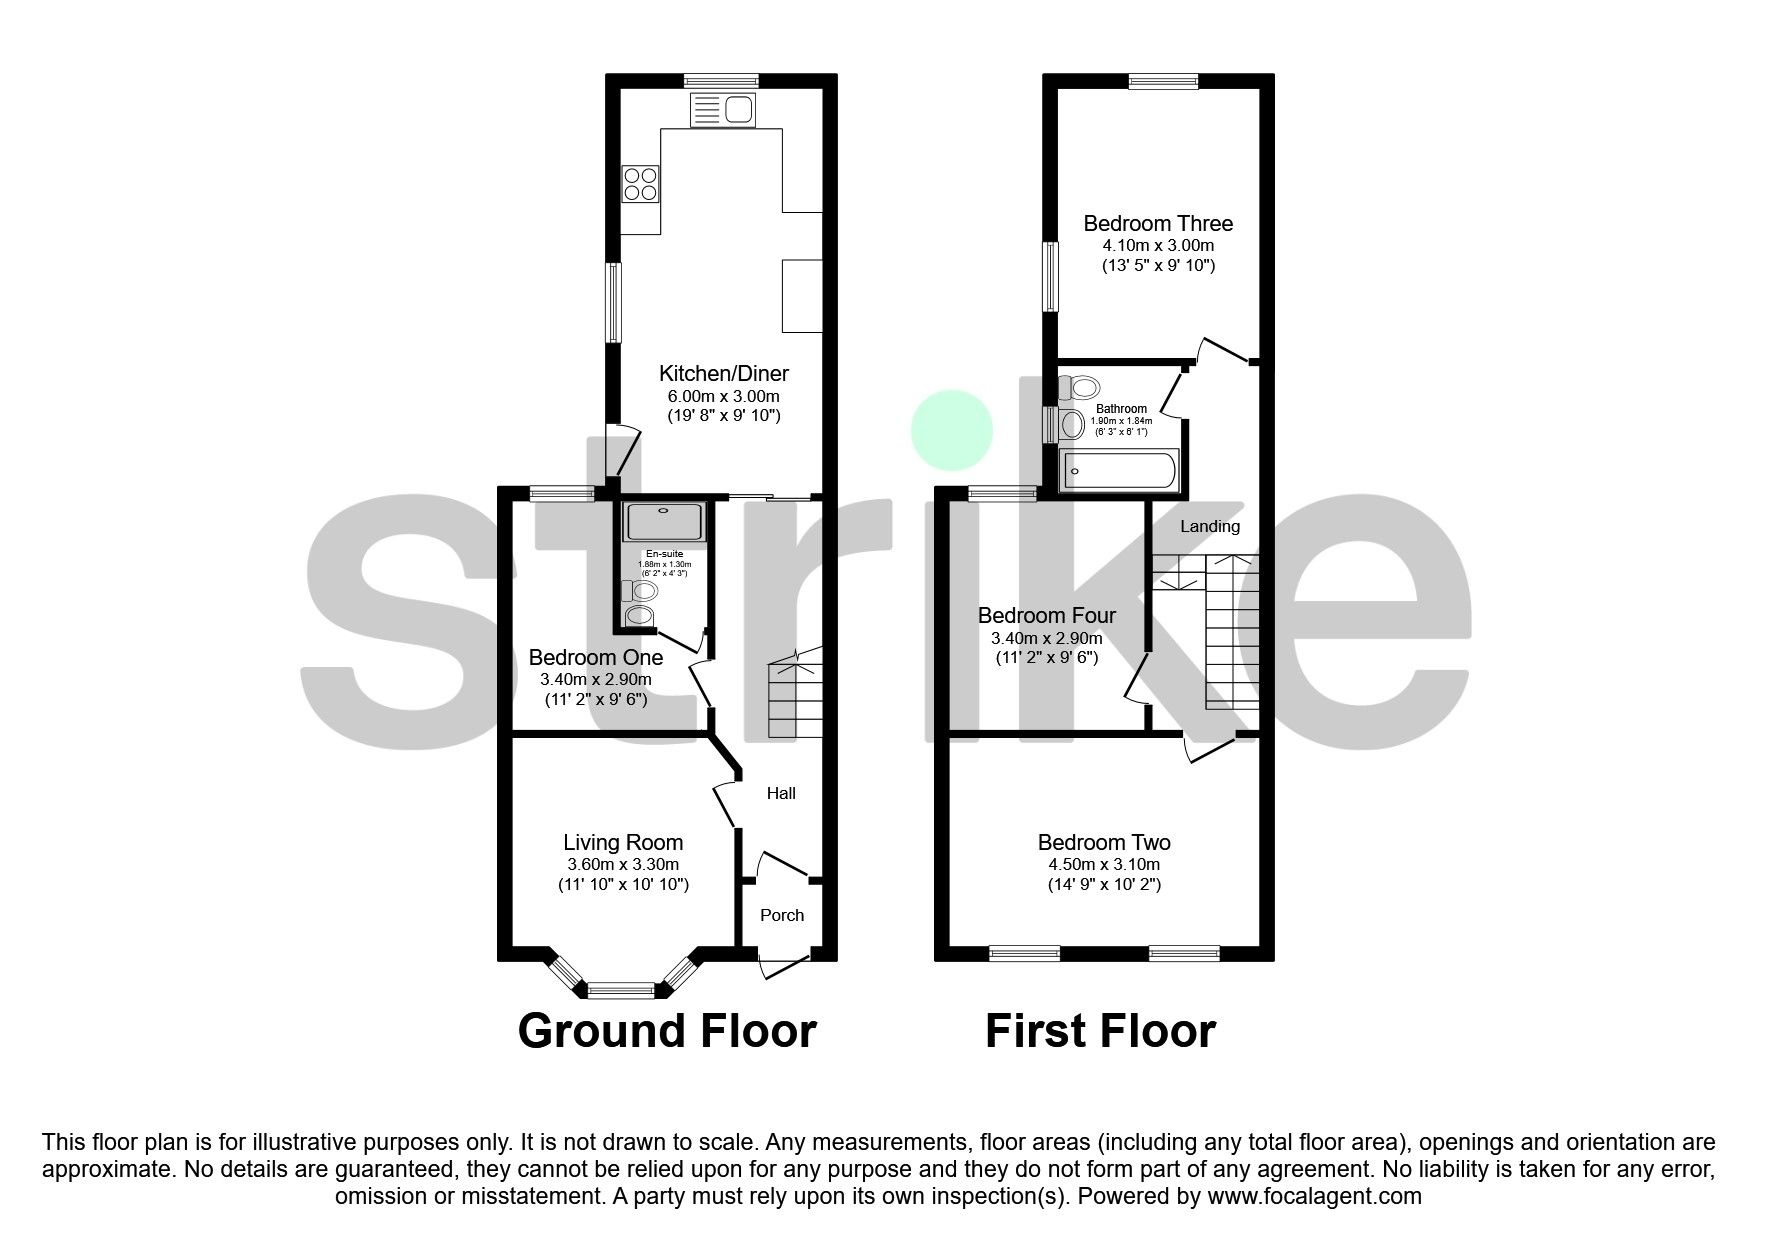 Kitchen/Diner
6.00m x 3.00m
(19' 8" x 9' 10")
En-suite
1.88m x 1.30m
(6' 2" x 4' 3")
Bedroom One
3.40m x 2.90m
(11' 2" x 9' 6")
Hall
Living Room
3.60m x 3.30m
(11' 10" x 10' 10")
Porch
Ground Floor
Bedroom Three
4.10m x 3.00m
(13' 5" x 9' 10")
Bathroom
1.90m x 1.84m
(6' 3" x 6' 1")
Landing
Bedroom Four
3.40m x 2.90m
(11' 2" x 9' 6")
Bedroom Two
4.50m x 3.10m
(14' 9" x 10' 2")
First Floor
strike
This floor plan is for illustrative purposes only. It is not drawn to scale. Any measurements, floor areas (including any total floor area), openings and orientation are
approximate. No details are guaranteed, they cannot be relied upon for any purpose and they do not form part of any agreement. No liability is taken for any error,
omission or misstatement. A party must rely upon its own inspection(s). Powered by www.focalagent.com